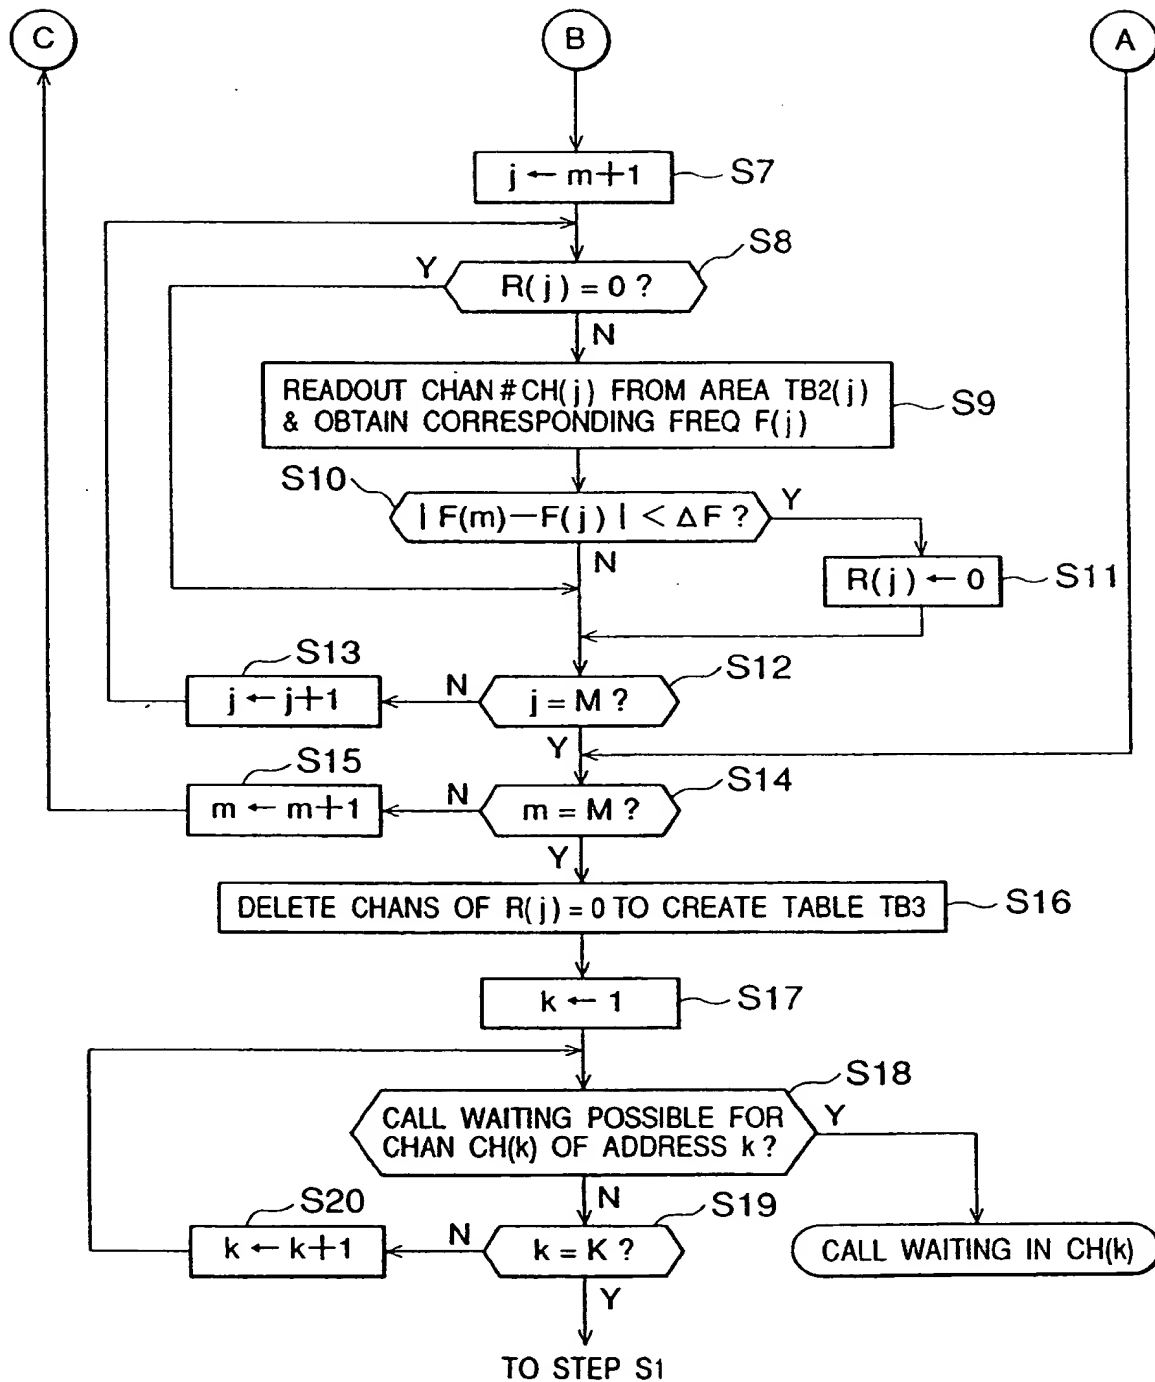 C
B
A
j ← m+1
S7
S8
Y
R(j) = 0 ?
N
READOUT CHAN # CH(j) FROM AREA TB2(j)
& OBTAIN CORRESPONDING FREQ F(j)
S9
S10
| F(m) − F(j) | < ΔF ?
Y
N
R(j) ← 0
S11
S13
S12
j ← j+1
N
j = M ?
Y
S15
S14
m ← m+1
N
m = M ?
Y
DELETE CHANS OF R(j) = 0 TO CREATE TABLE TB3
S16
k ← 1
S17
S18
CALL WAITING POSSIBLE FOR
CHAN CH(k) OF ADDRESS k ?
Y
N
S20
S19
k ← k+1
N
k = K ?
CALL WAITING IN CH(k)
Y
TO STEP S1